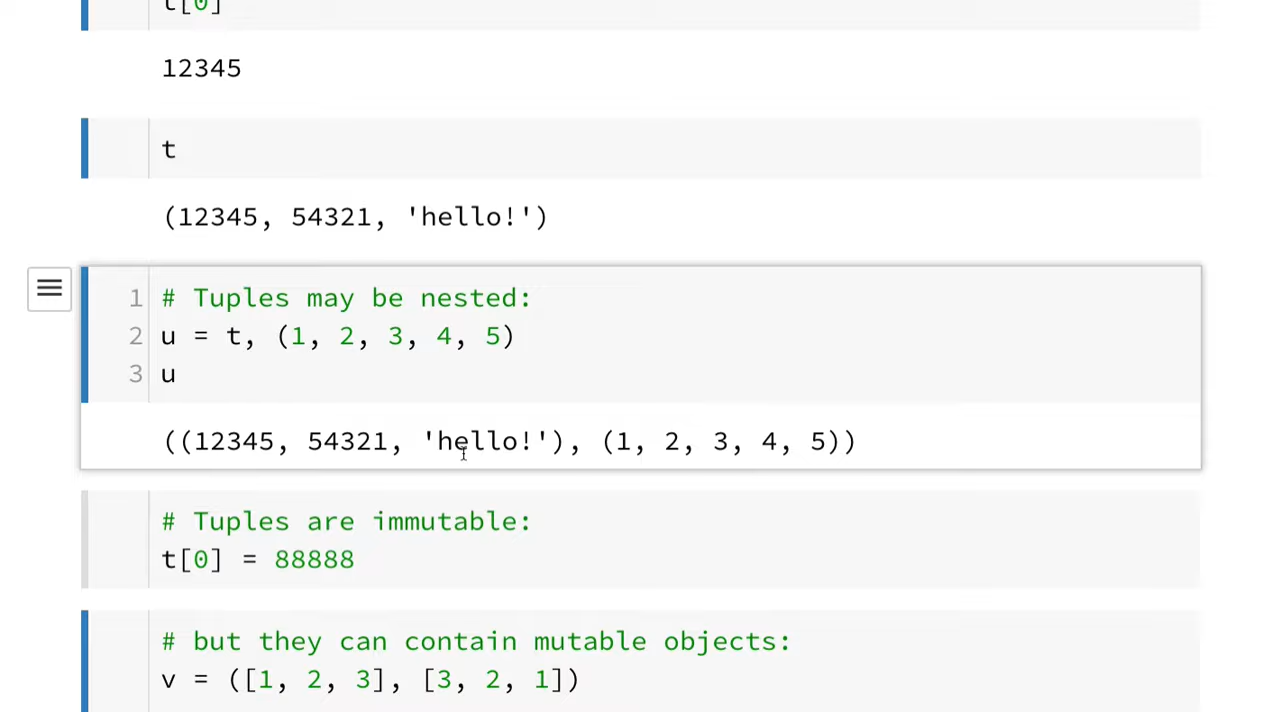 t[0]
12345
t
(12345, 54321, 'hello!')
1 # Tuples may be nested:
2 u = t, (1, 2, 3, 4, 5)
3 u
((12345, 54321, 'hello!'), (1, 2, 3, 4, 5))
# Tuples are immutable:
t[0] = 88888
# but they can contain mutable objects:
v = ([1, 2, 3], [3, 2, 1])